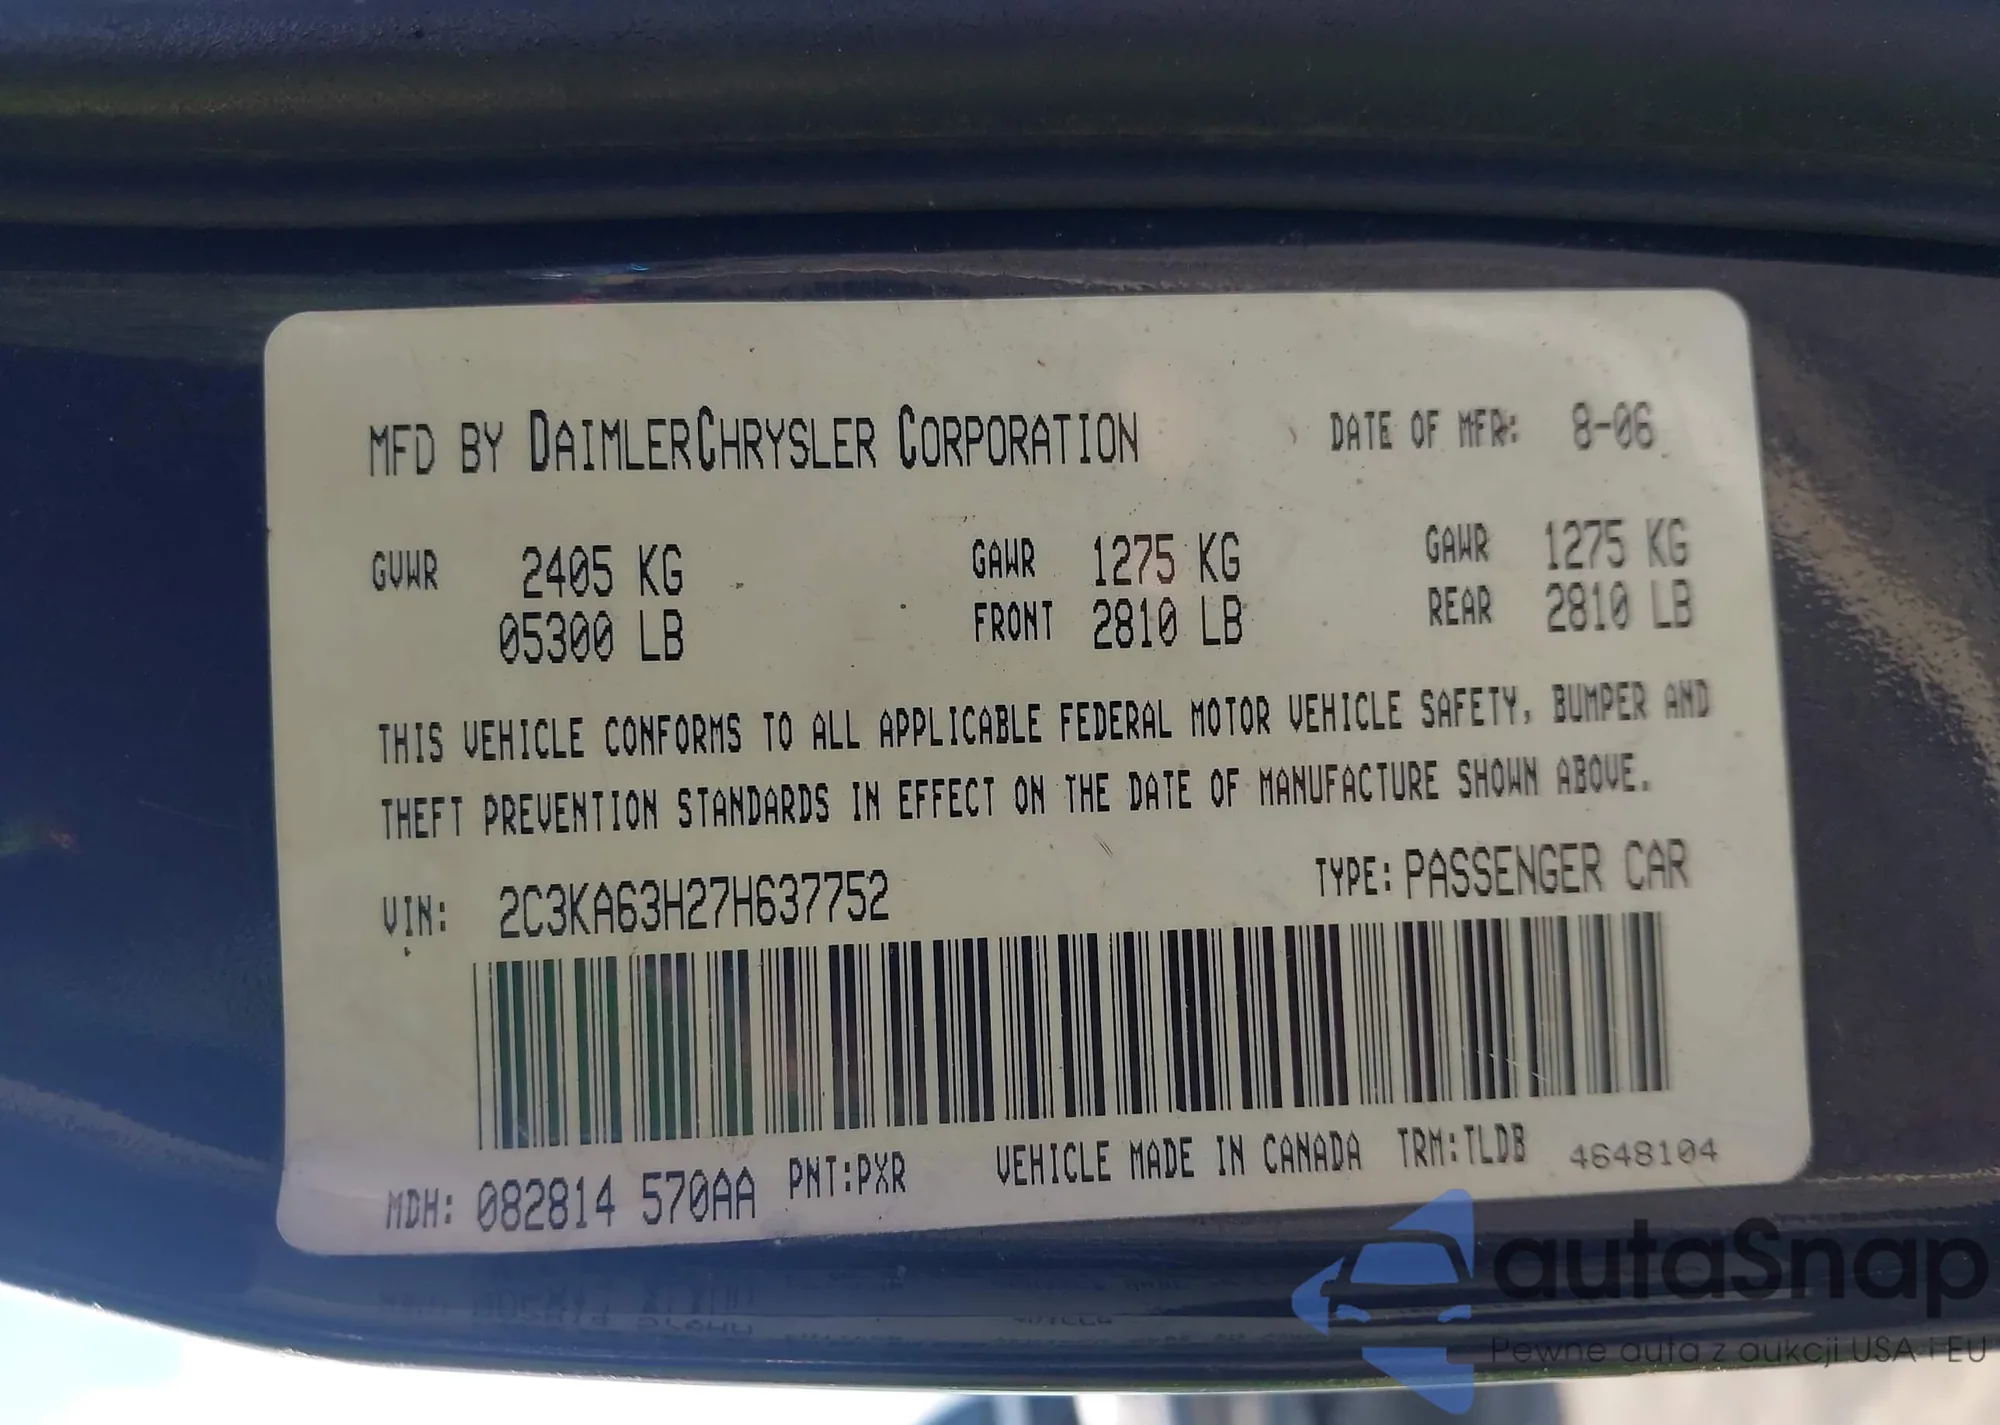 MFD BY DAIMLERCHRYSLER CORPORATION DATE OF MFR: 8-06
GVWR 2405 KG GAWR 1275 KG GAWR 1275 KG
05300 LB FRONT 2810 LB REAR 2810 LB
THIS VEHICLE CONFORMS TO ALL APPLICABLE FEDERAL MOTOR VEHICLE SAFETY, BUMPER AND
THEFT PREVENTION STANDARDS IN EFFECT ON THE DATE OF MANUFACTURE SHOWN ABOVE.
VIN: 2C3KA63H27H637752 TYPE: PASSENGER CAR
MDH: 082814 570AA PNT:PXR VEHICLE MADE IN CANADA TRM:TLDB 4648104
autaSnap
Pewne auta z aukcji USA i EU